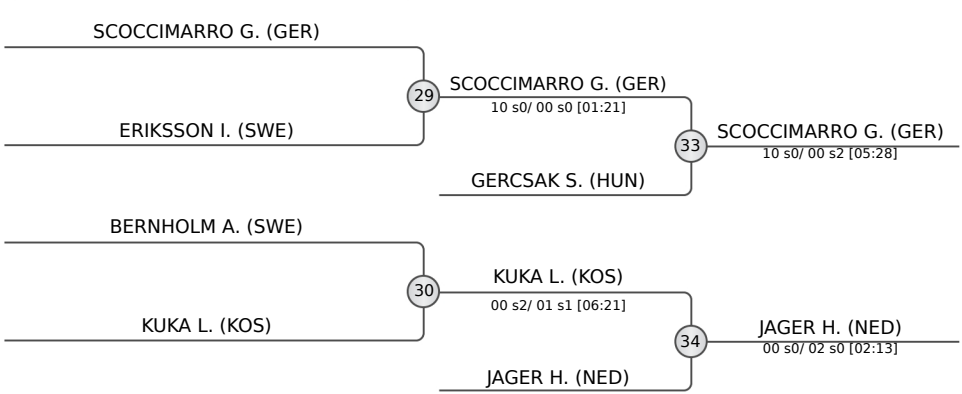 SCOCCIMARRO G. (GER)
29
SCOCCIMARRO G. (GER)
10 s0/ 00 s0 [01:21]
ERIKSSON I. (SWE)
33
SCOCCIMARRO G. (GER)
10 s0/ 00 s2 [05:28]
GERCSAK S. (HUN)
BERNHOLM A. (SWE)
30
KUKA L. (KOS)
00 s2/ 01 s1 [06:21]
KUKA L. (KOS)
34
JAGER H. (NED)
00 s0/ 02 s0 [02:13]
JAGER H. (NED)